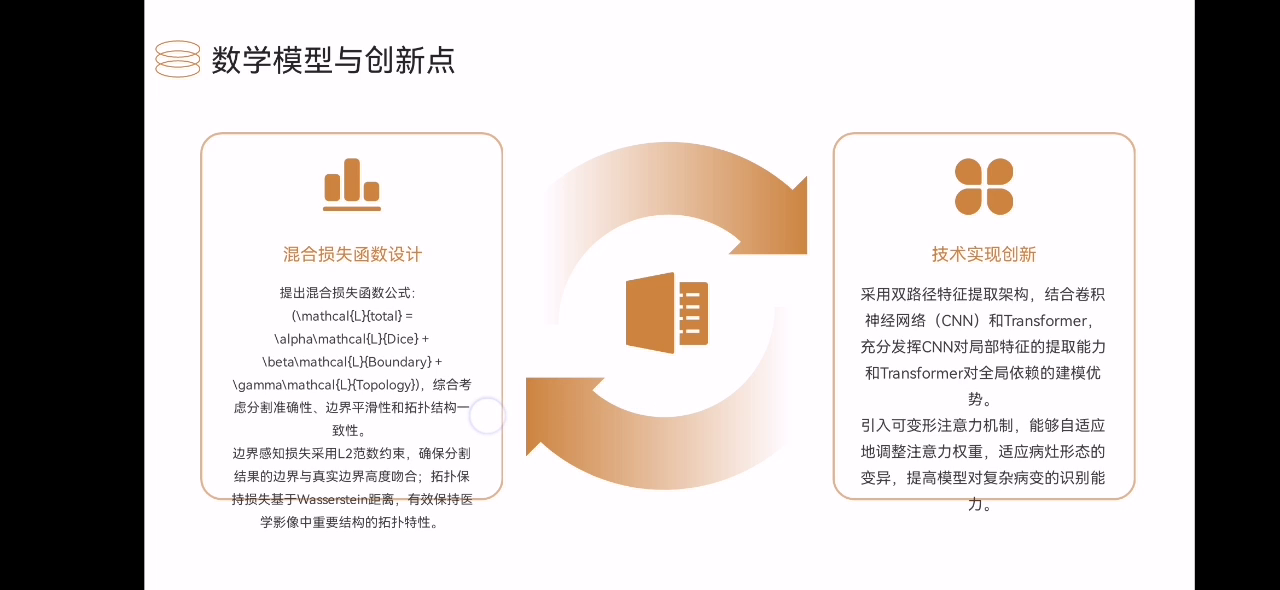 数学模型与创新点
混合损失函数设计
提出混合损失函数公式：
(\mathcal{L}{total} =
\alpha\mathcal{L}{Dice} +
\beta\mathcal{L}{Boundary} +
\gamma\mathcal{L}{Topology})，综合考
虑分割准确性、边界平滑性和拓扑结构一
致性。
边界感知损失采用L2范数约束，确保分割
结果的边界与真实边界高度吻合；拓扑保
持损失基于Wasserstein距离，有效保持医
学影像中重要结构的拓扑特性。
技术实现创新
采用双路径特征提取架构，结合卷积
神经网络（CNN）和Transformer，
充分发挥CNN对局部特征的提取能力
和Transformer对全局依赖的建模优
势。
引入可变形注意力机制，能够自适应
地调整注意力权重，适应病灶形态的
变异，提高模型对复杂病变的识别能
力。